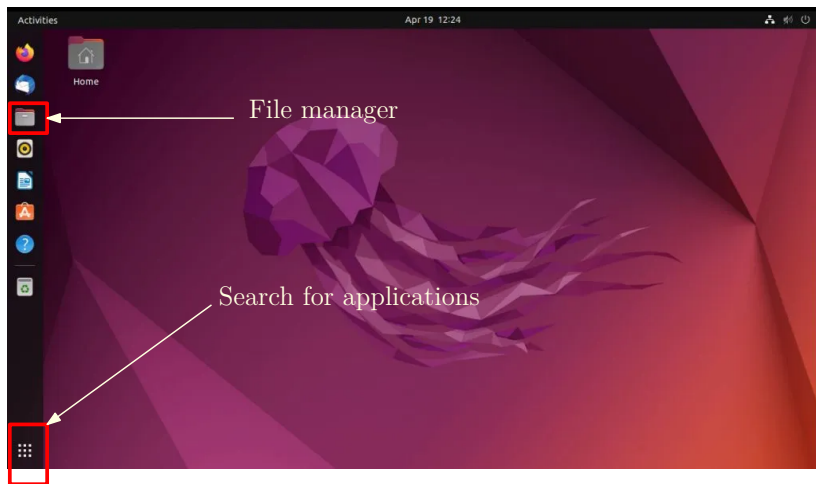 Activities
Apr 19 12:24
Home
File manager
Search for applications